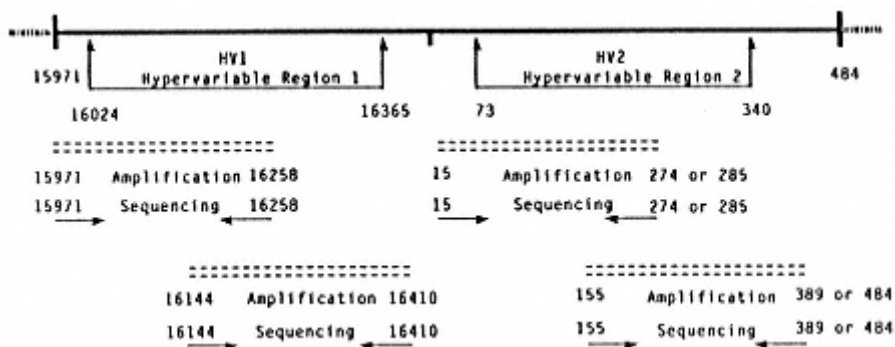 HV1 HV2
15971 Hypervariable Region 1 Hypervariable Region 2 484
16024 16365 73 340
15971 Amplification 16258 15 Amplification 274 or 285
15971 Sequencing 16258 15 Sequencing 274 or 285
16144 Amplification 16410 155 Amplification 389 or 484
16144 Sequencing 16410 155 Sequencing 389 or 484